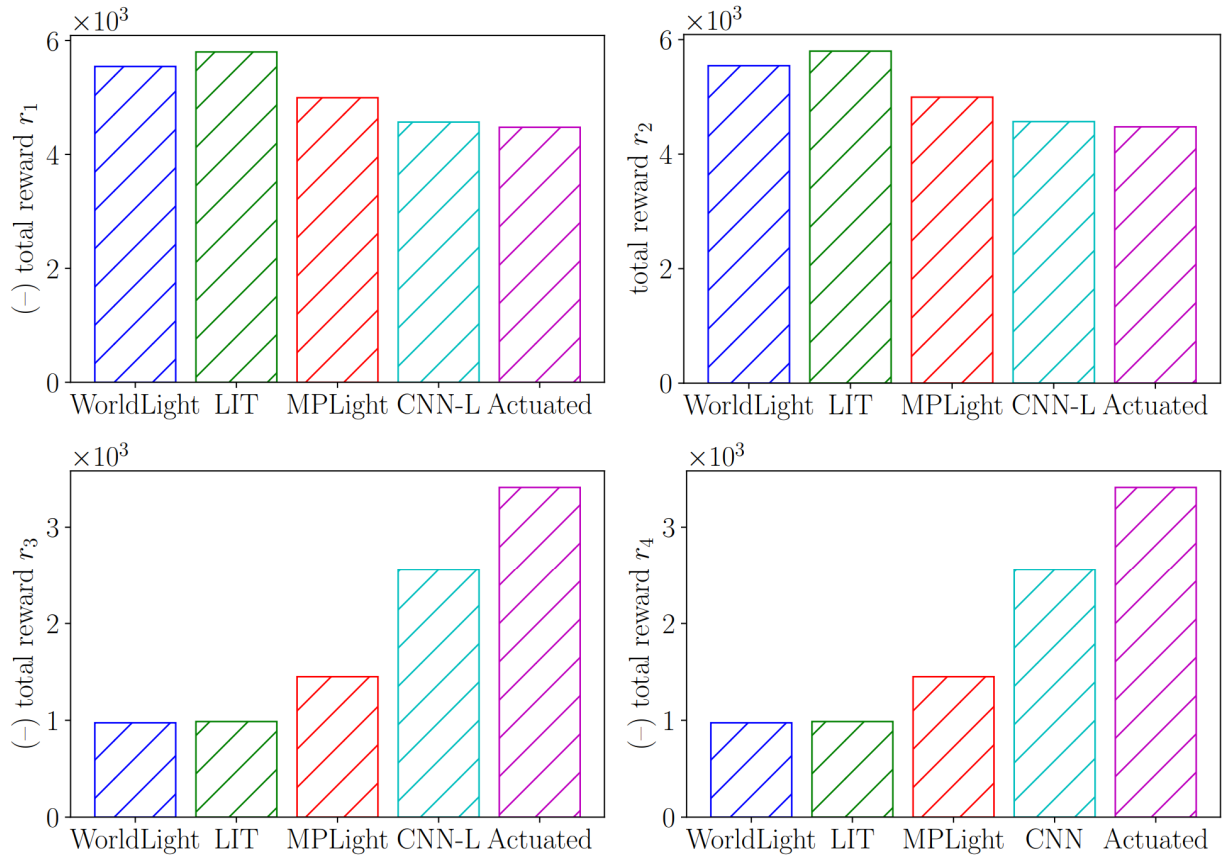 ×10³
6
4
2
0
(−) total reward r₁
WorldLight LIT MPLight CNN-L Actuated
×10³
6
4
2
0
total reward r₂
WorldLight LIT MPLight CNN-L Actuated
×10³
3
2
1
0
(−) total reward r₃
WorldLight LIT MPLight CNN-L Actuated
×10³
3
2
1
0
(−) total reward r₄
WorldLight LIT MPLight CNN Actuated